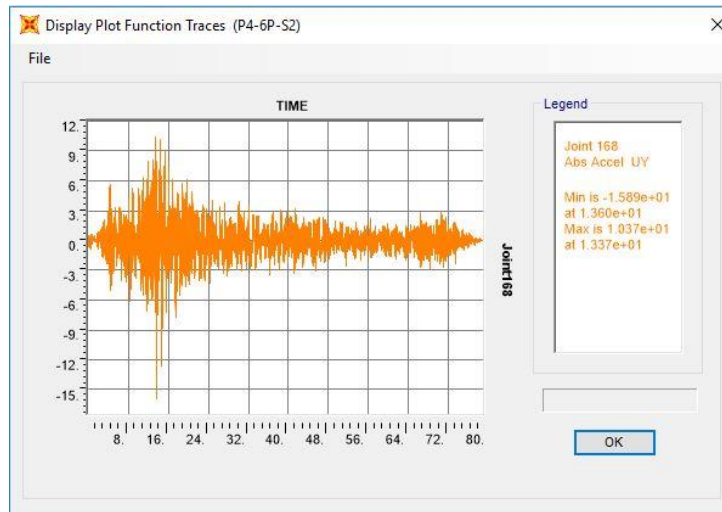 Display Plot Function Traces (P4-6P-S2)
File
TIME
12.
9.
6.
3.
0.
-3.
-6.
-9.
-12.
-15.
8. 16. 24. 32. 40. 48. 56. 64. 72. 80.
Joint168
Legend
Joint 168
Abs Accel UY
Min is -1.589e+01
at 1.360e+01
Max is 1.037e+01
at 1.337e+01
OK